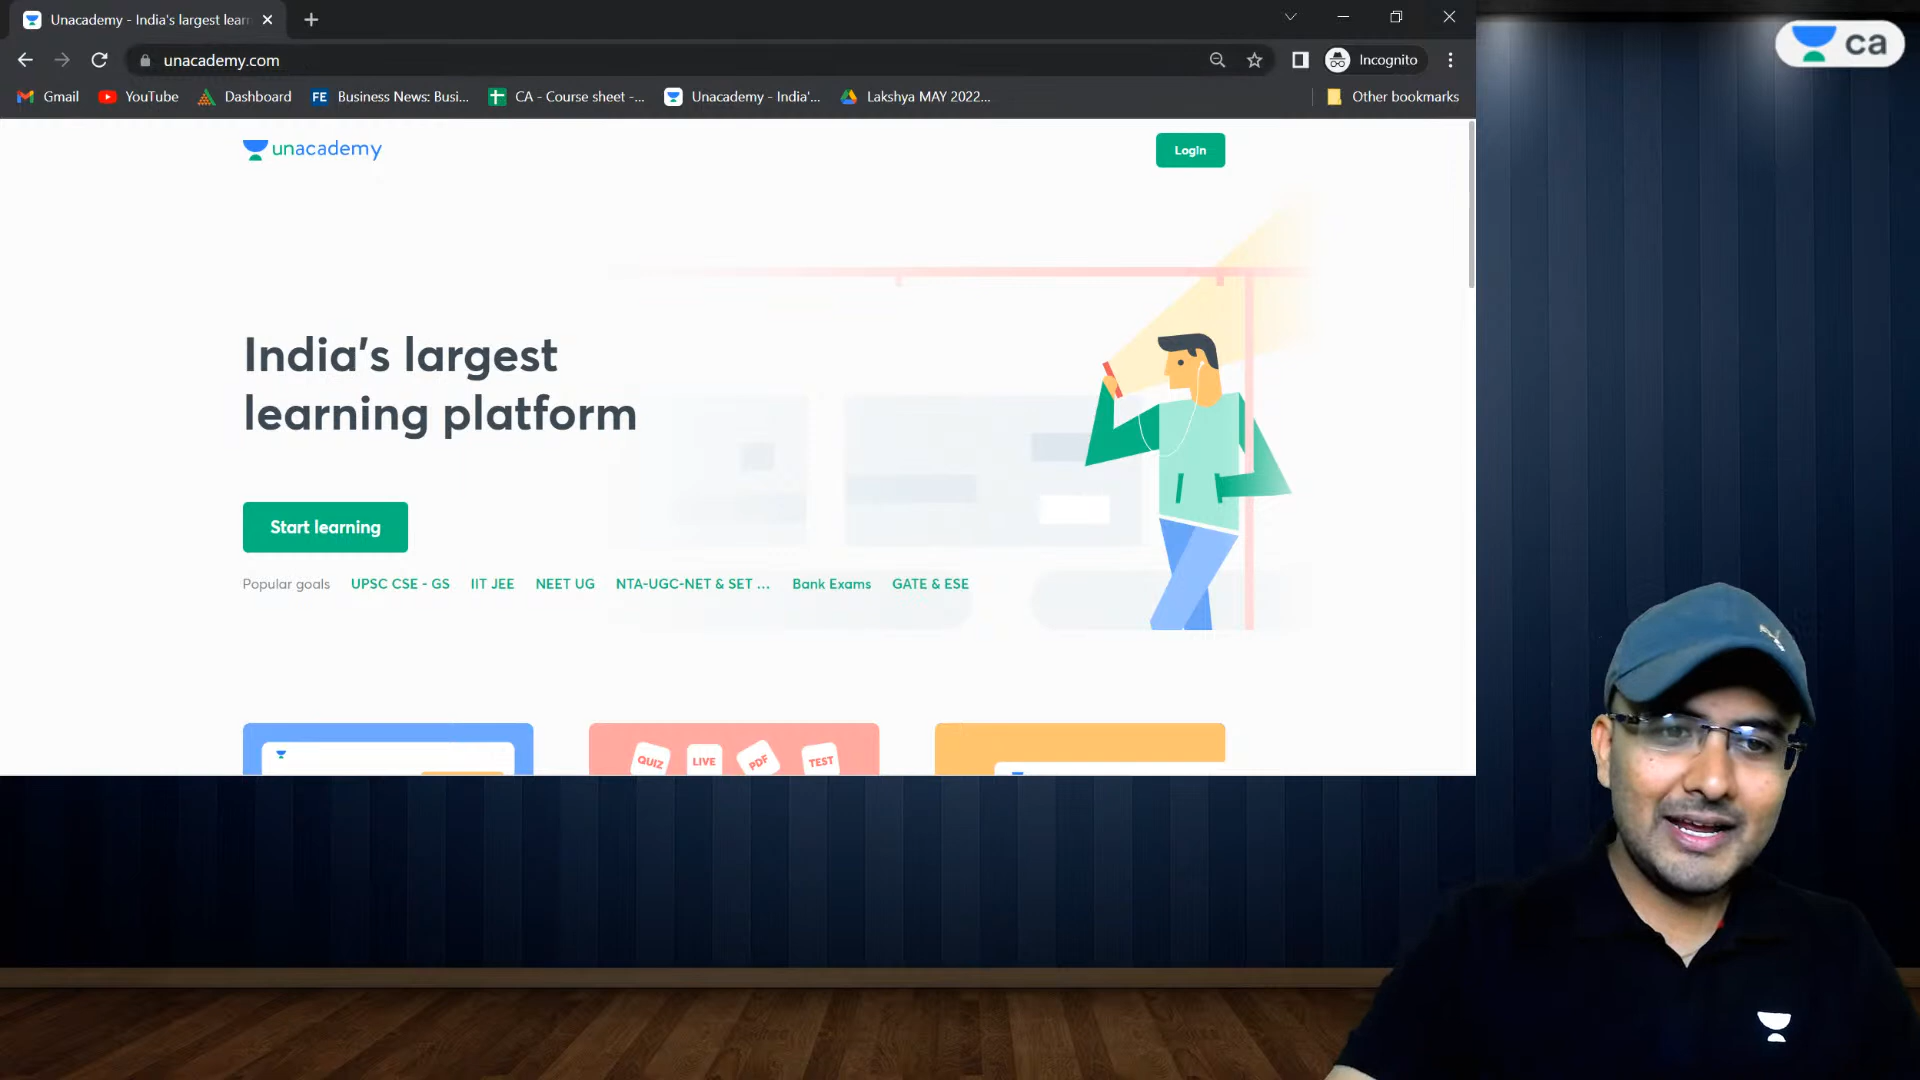 Unacademy - India's largest lear
unacademy.com
Incognito
Gmail
YouTube
Dashboard
FE
Business News: Busi...
CA - Course sheet -...
Unacademy - India'...
Lakshya MAY 2022...
Other bookmarks
ca
unacademy
Login
India's largest
learning platform
Start learning
Popular goals UPSC CSE - GS IIT JEE NEET UG NTA-UGC-NET & SET ... Bank Exams GATE & ESE
QUIZ
LIVE
PDF
TEST